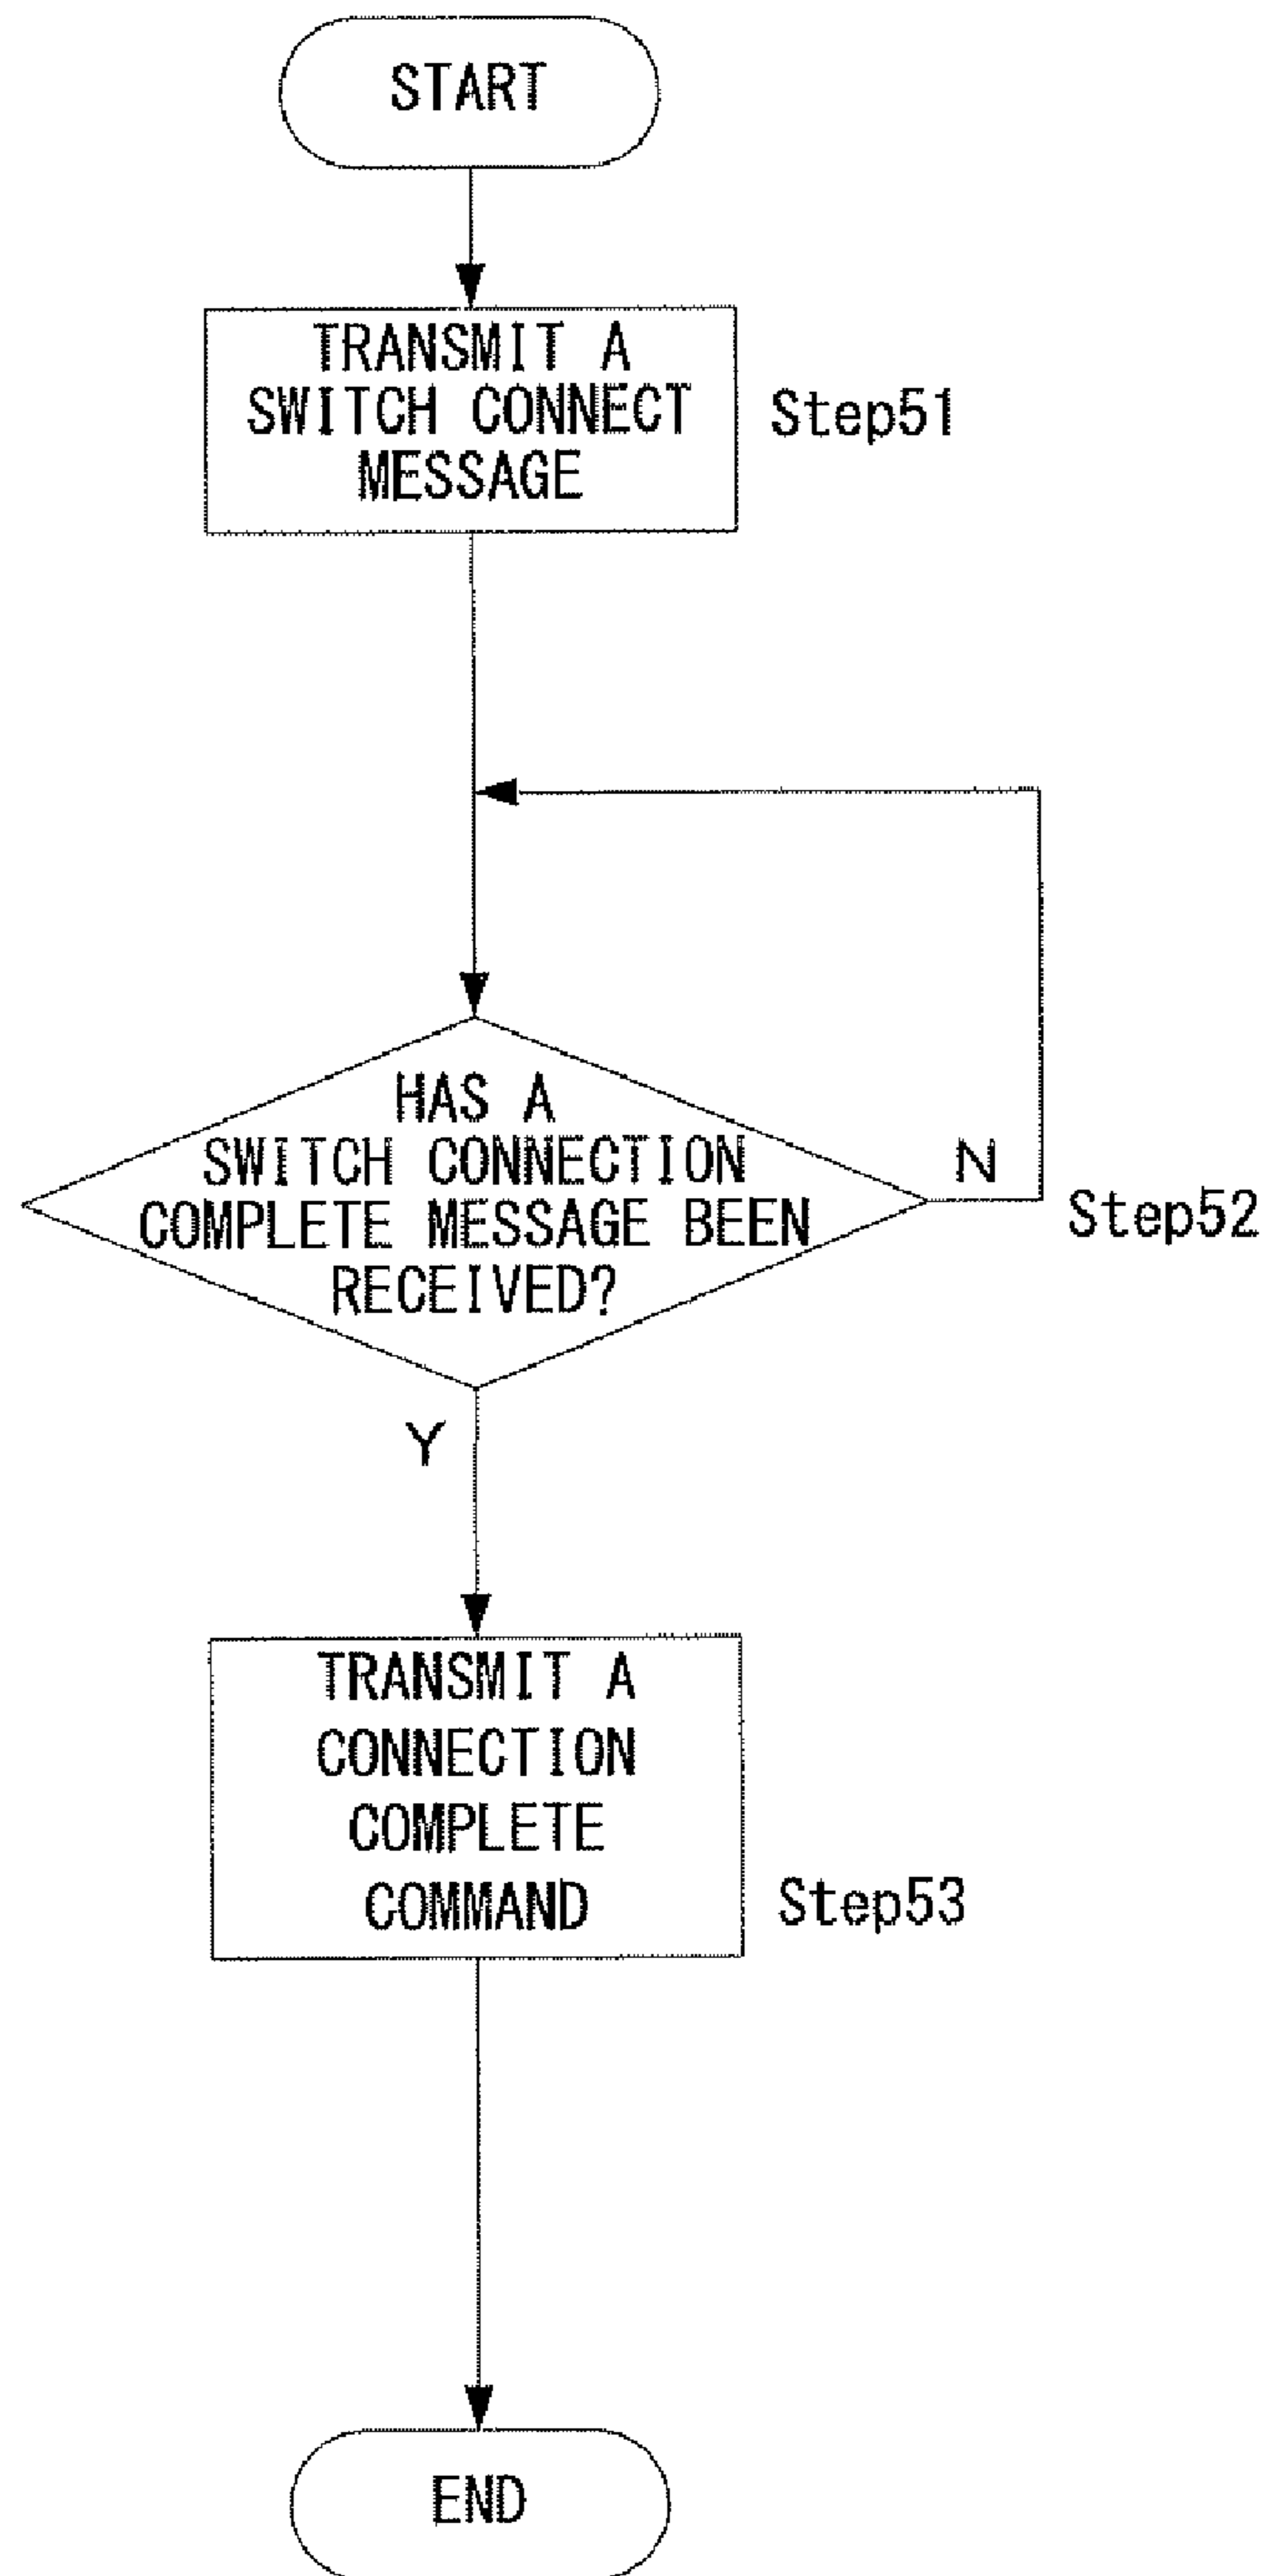 START
TRANSMIT A
SWITCH CONNECT
MESSAGE
Step51
HAS A
SWITCH CONNECTION
COMPLETE MESSAGE BEEN
RECEIVED?
N
Step52
Y
TRANSMIT A
CONNECTION
COMPLETE
COMMAND
Step53
END